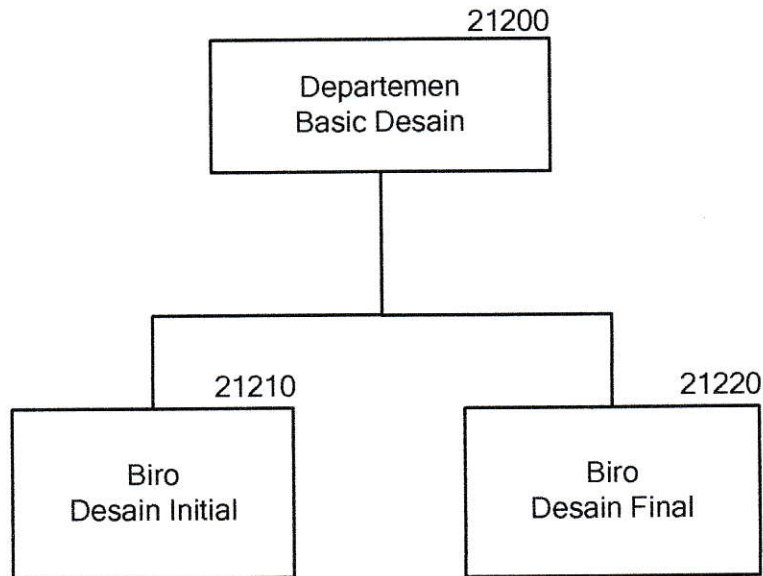 21200
Departemen
Basic Desain
21210
Biro
Desain Initial
21220
Biro
Desain Final